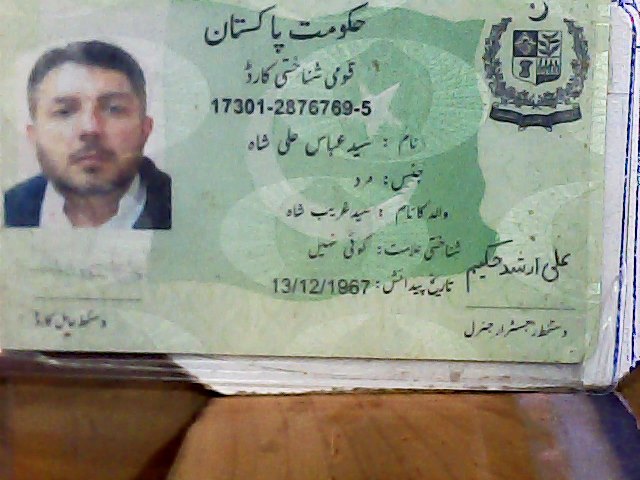 حکومت پاکستان
قومی شناختی کارڈ
17301-2876769-5
نام : سید عباس علی شاہ
جنس : مرد
والد کا نام : سید غریب شاہ
شناختی علامت : کوئی نہیں
تاریخ پیدائش : 13/12/1967
علی ارشد حکیم
دستخط حامل کارڈ
دستخط رجسٹرار جنرل